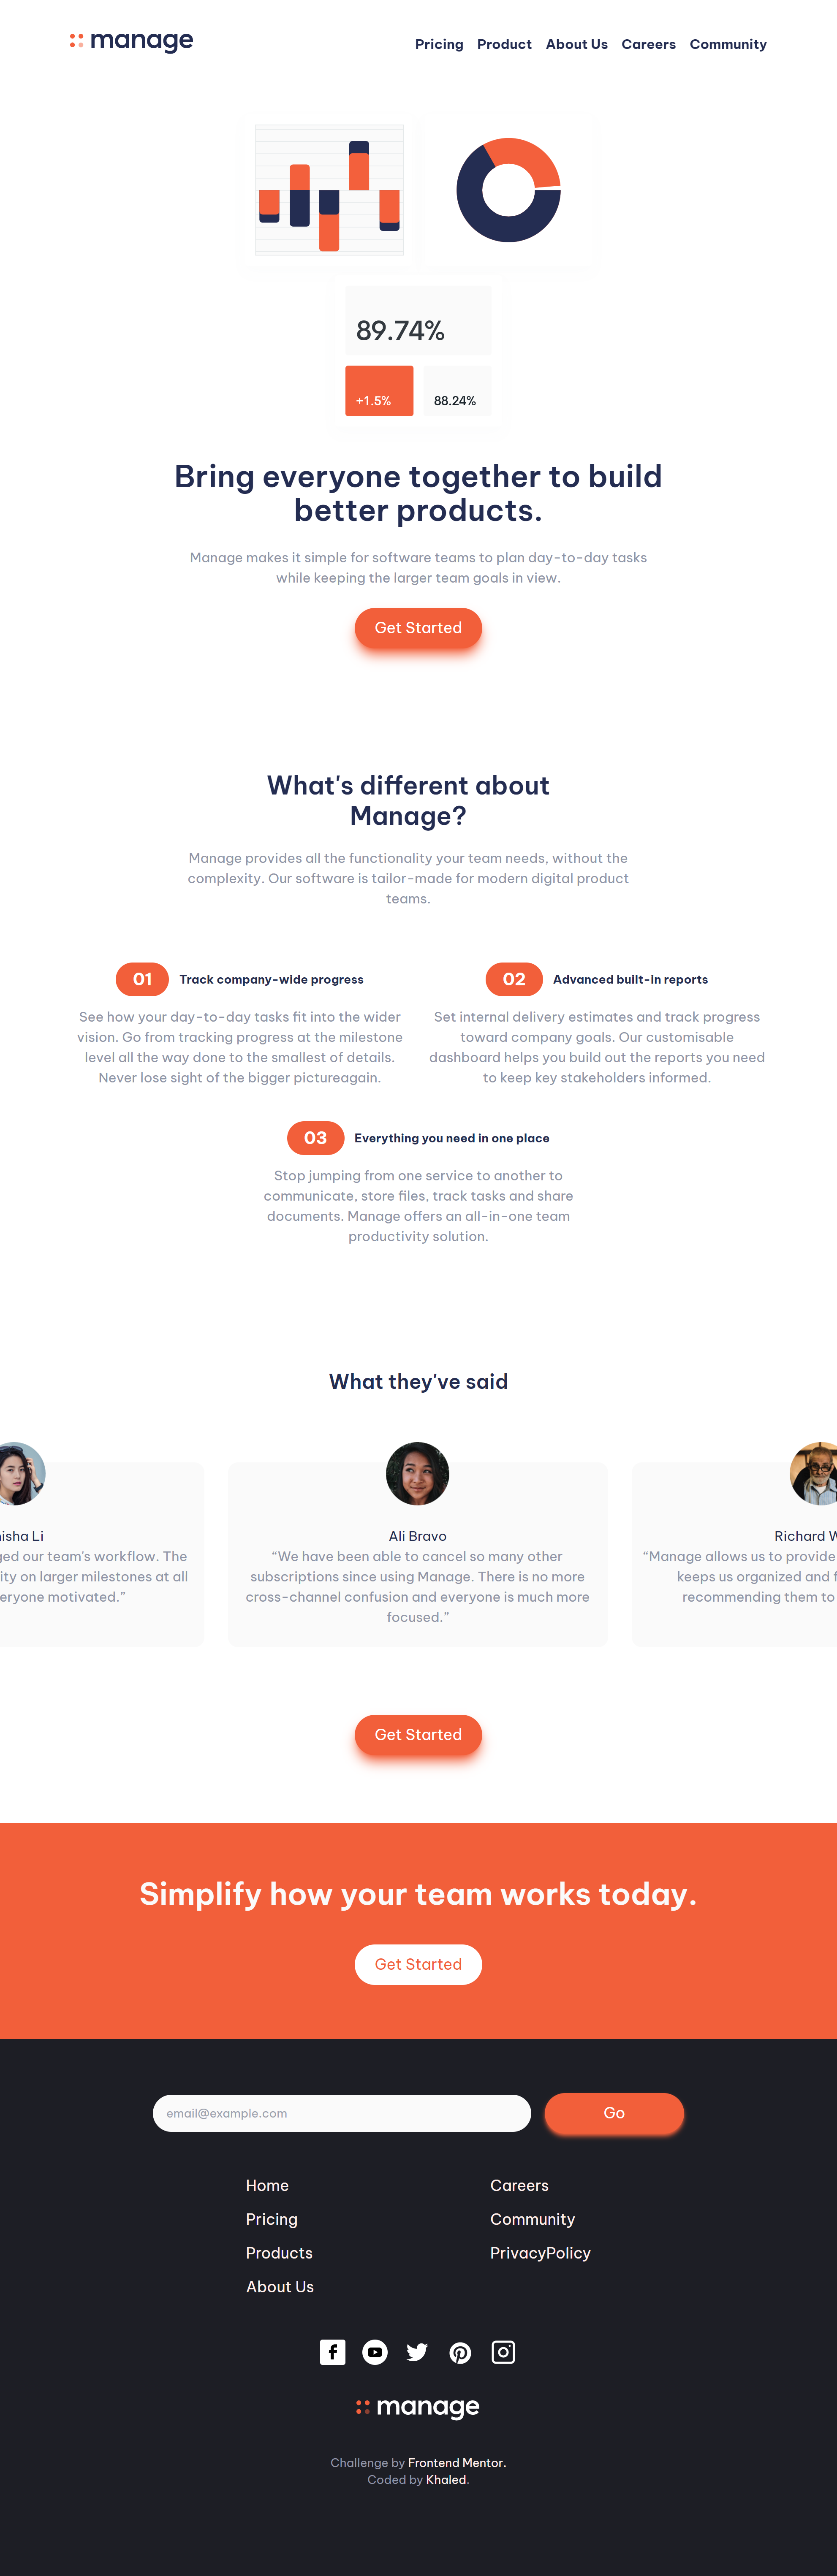 manage
Pricing Product About Us Careers Community
89.74%
+1.5%
88.24%
Bring everyone together to build
better products.
Manage makes it simple for software teams to plan day-to-day tasks
while keeping the larger team goals in view.
Get Started
What's different about
Manage?
Manage provides all the functionality your team needs, without the
complexity. Our software is tailor-made for modern digital product
teams.
01 Track company-wide progress
See how your day-to-day tasks fit into the wider
vision. Go from tracking progress at the milestone
level all the way done to the smallest of details.
Never lose sight of the bigger pictureagain.
02 Advanced built-in reports
Set internal delivery estimates and track progress
toward company goals. Our customisable
dashboard helps you build out the reports you need
to keep key stakeholders informed.
03 Everything you need in one place
Stop jumping from one service to another to
communicate, store files, track tasks and share
documents. Manage offers an all-in-one team
productivity solution.
What they've said
Li
our team's workflow. The
on larger milestones at all
motivated.”
Ali Bravo
“We have been able to cancel so many other
subscriptions since using Manage. There is no more
cross-channel confusion and everyone is much more
focused.”
Richard
“Manage allows us to provide
keeps us organized and
recommending them to
Get Started
Simplify how your team works today.
Get Started
email@example.com
Go
Home
Pricing
Products
About Us
Careers
Community
PrivacyPolicy
manage
Challenge by Frontend Mentor.
Coded by Khaled.